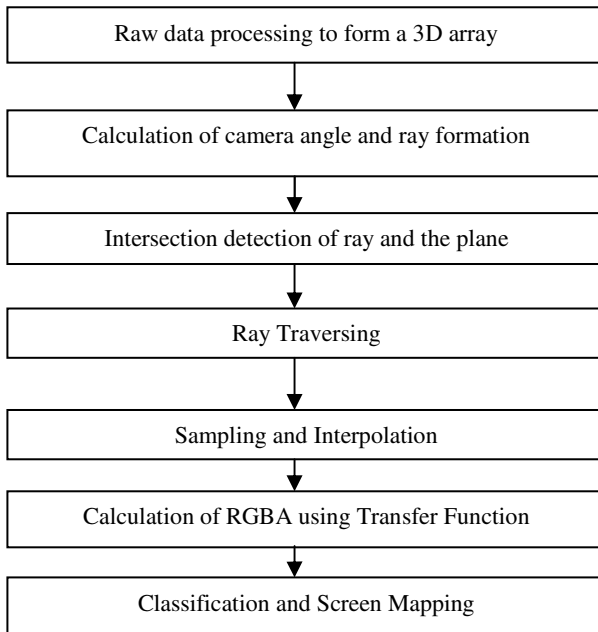 Raw data processing to form a 3D array
Calculation of camera angle and ray formation
Intersection detection of ray and the plane
Ray Traversing
Sampling and Interpolation
Calculation of RGBA using Transfer Function
Classification and Screen Mapping